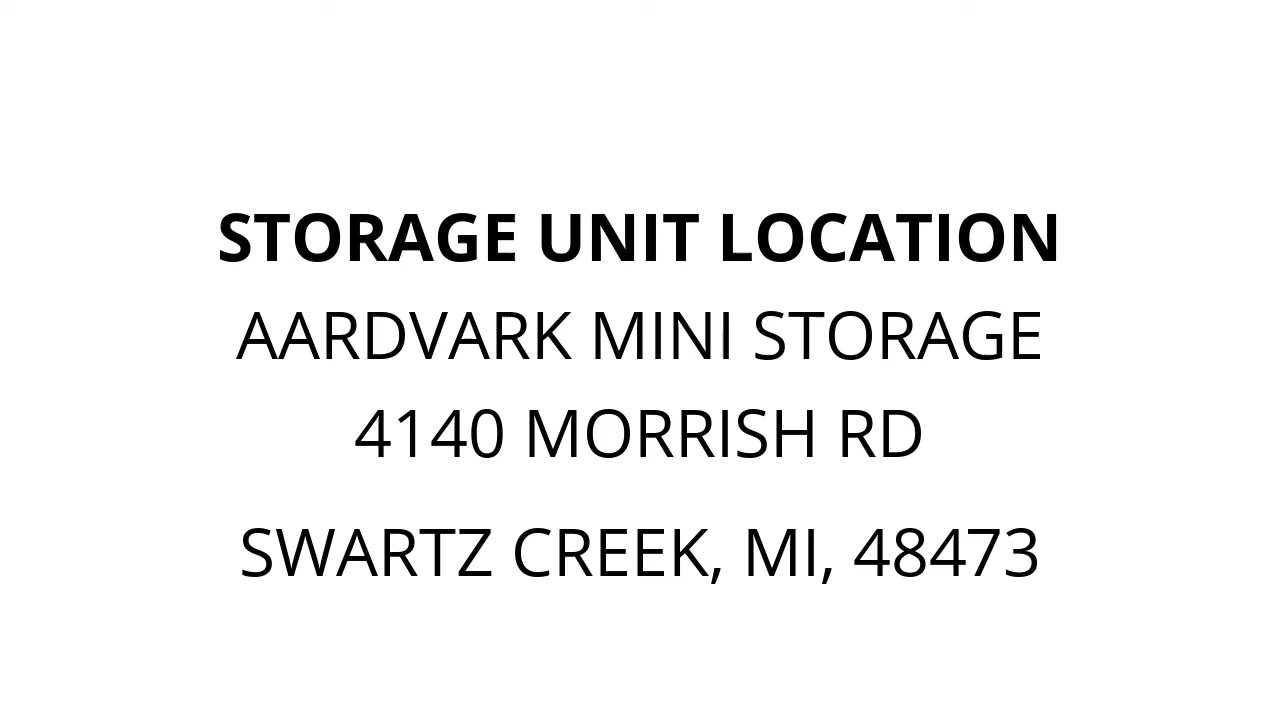 STORAGE UNIT LOCATION
AARDVARK MINI STORAGE
4140 MORRISH RD
SWARTZ CREEK, MI, 48473